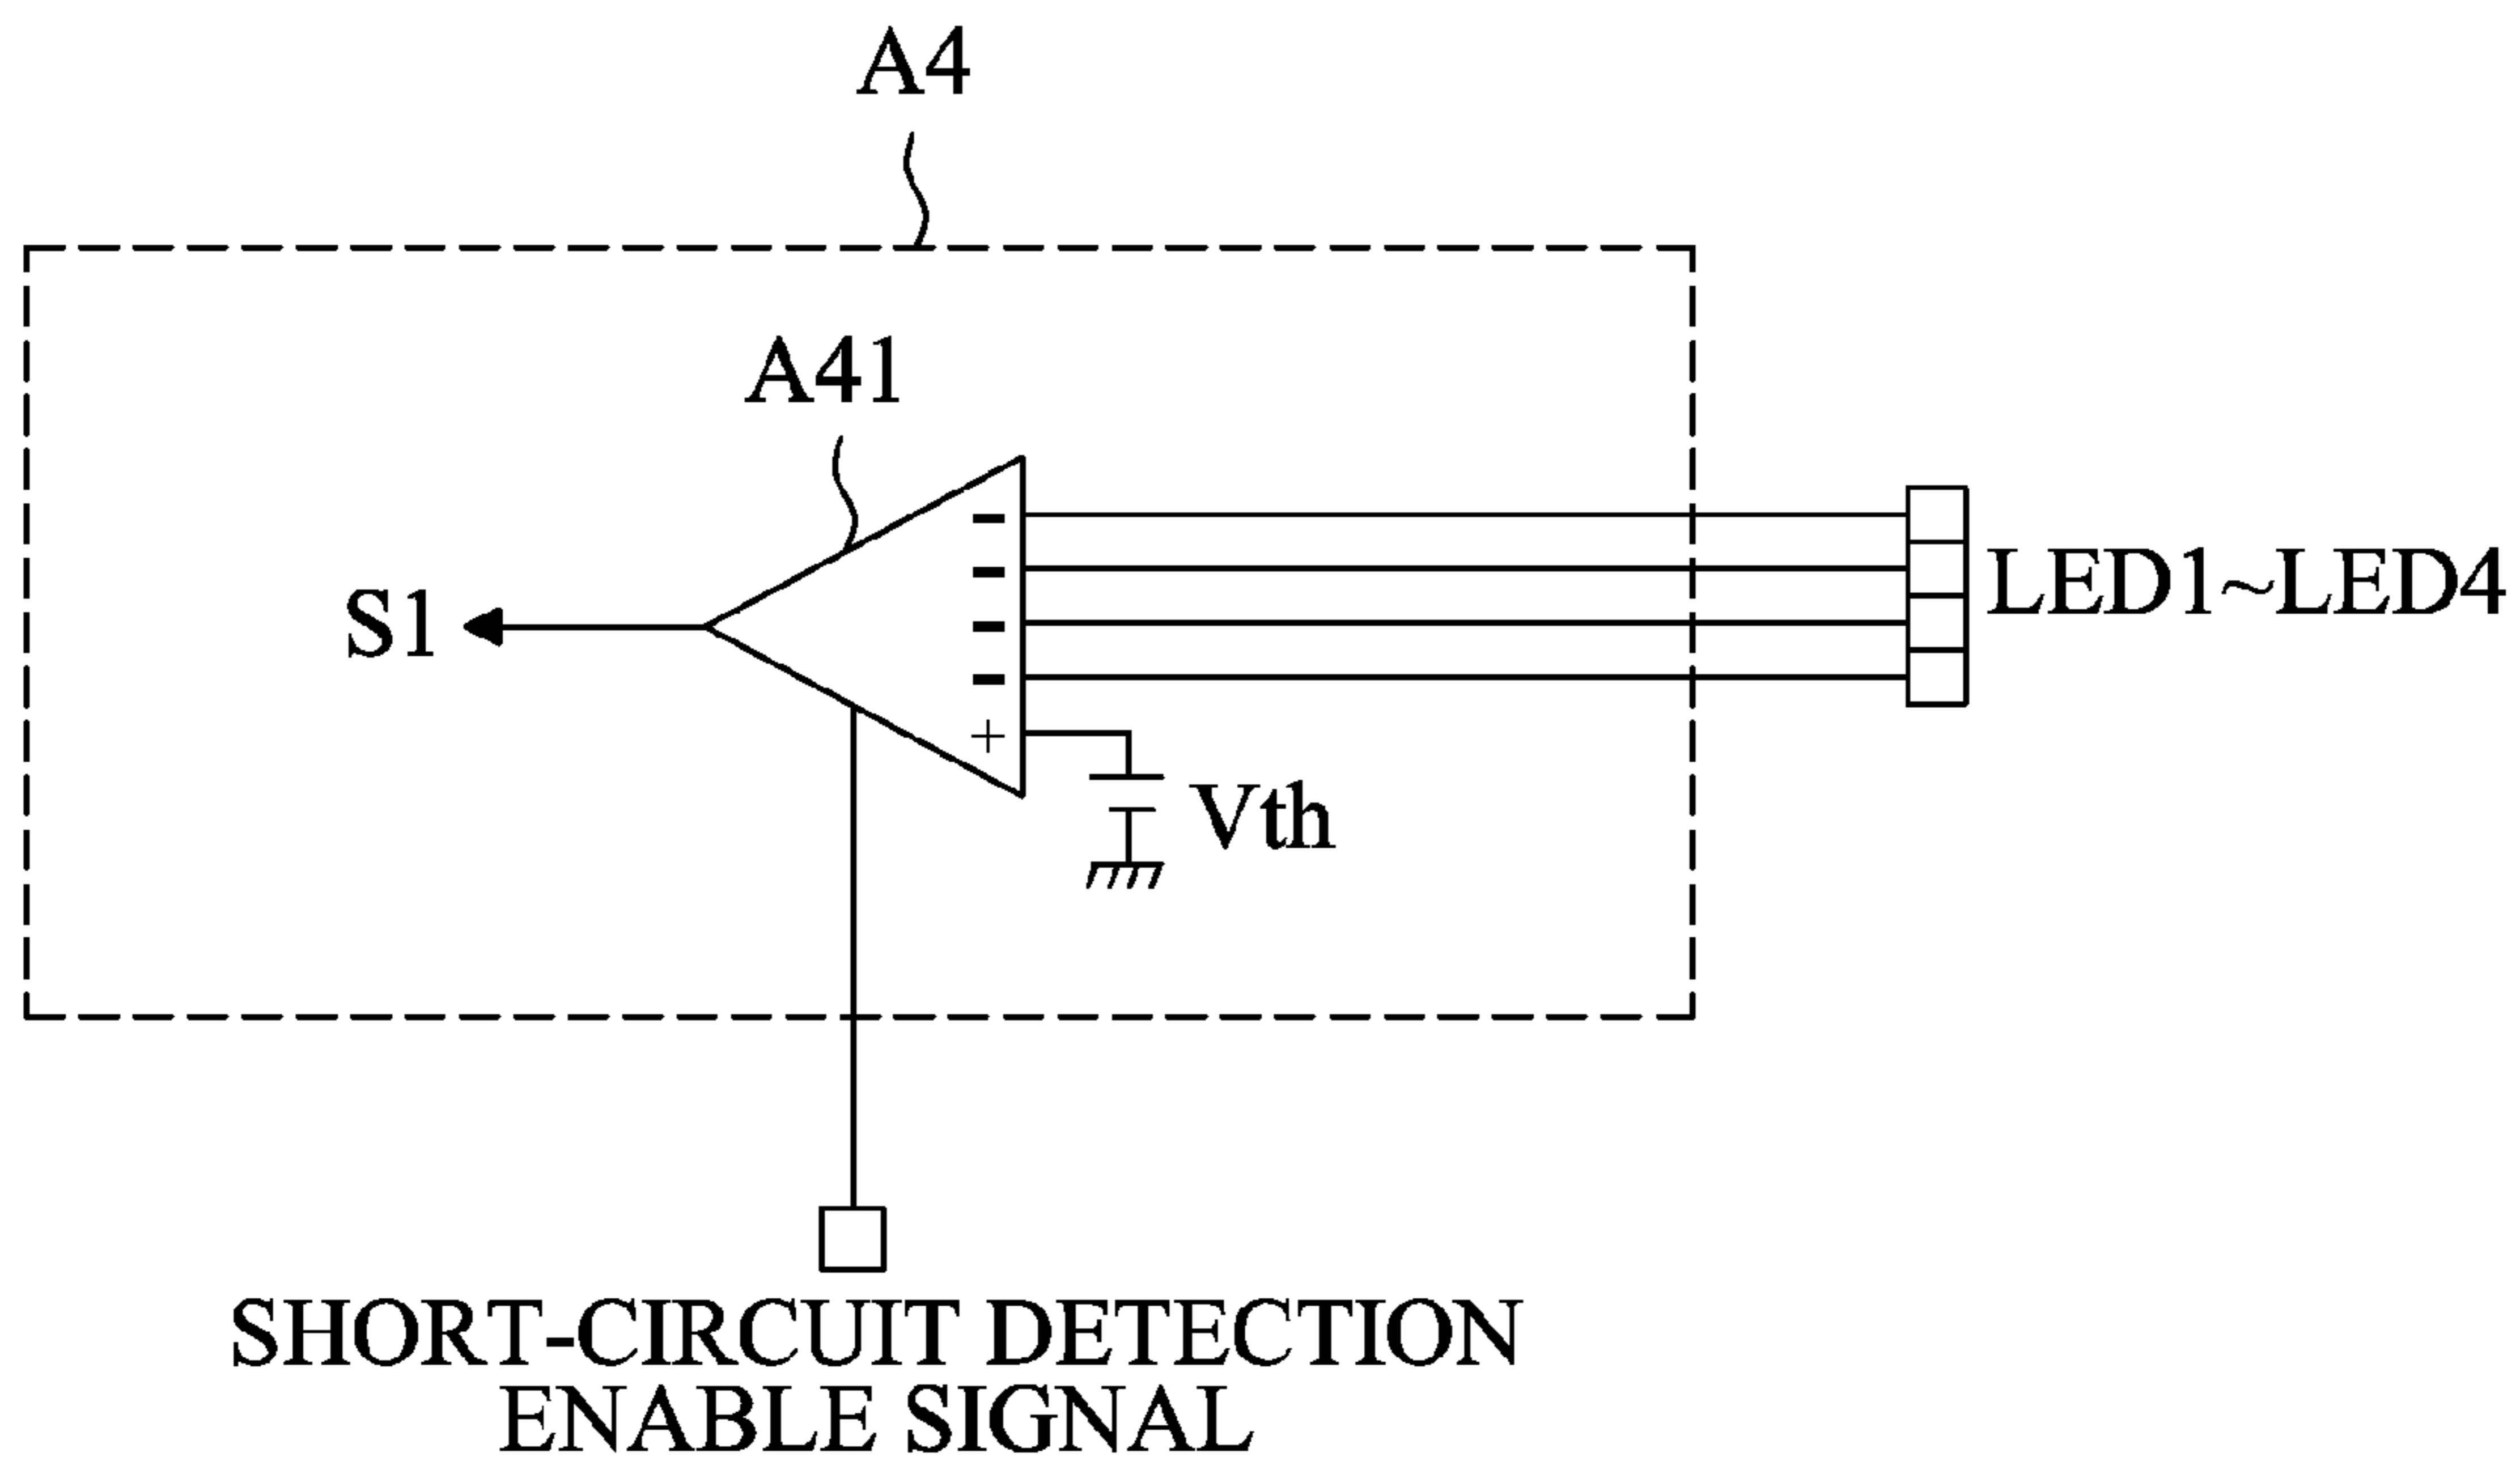 A4
A41
-
-
LED1~LED4
S1
-
-
+
Vth
SHORT-CIRCUIT DETECTION
ENABLE SIGNAL